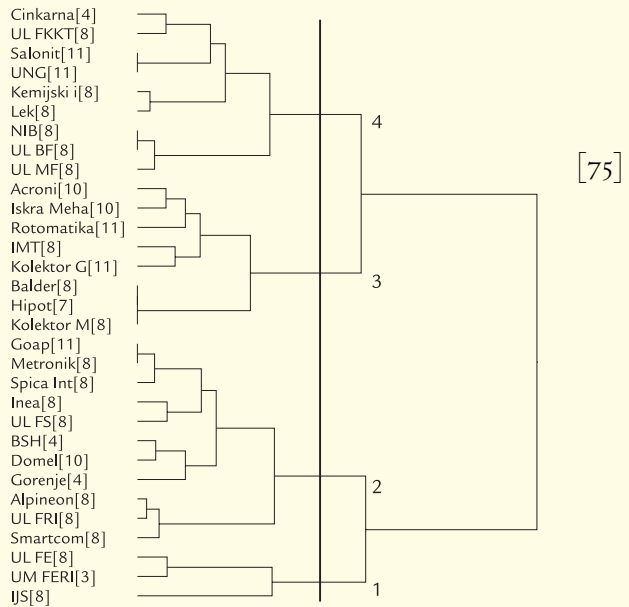 Cinkarna[4]
UL FKKT[8]
Salonit[11]
UNG[11]
Kemijski i[8]
Lek[8]
NIB[8]
UL BF[8]
UL MF[8]
Acroni[10]
Iskra Meha[10]
Rotomatika[11]
IMT[8]
Kolektor G[11]
Balder[8]
Hipot[7]
Kolektor M[8]
Goap[11]
Metronik[8]
Spica Int[8]
Inea[8]
UL FS[8]
BSH[4]
Domel[10]
Gorenje[4]
Alpineon[8]
UL FRI[8]
Smartcom[8]
UL FE[8]
UM FERI[3]
IJS[8]
4
3
2
1
[75]